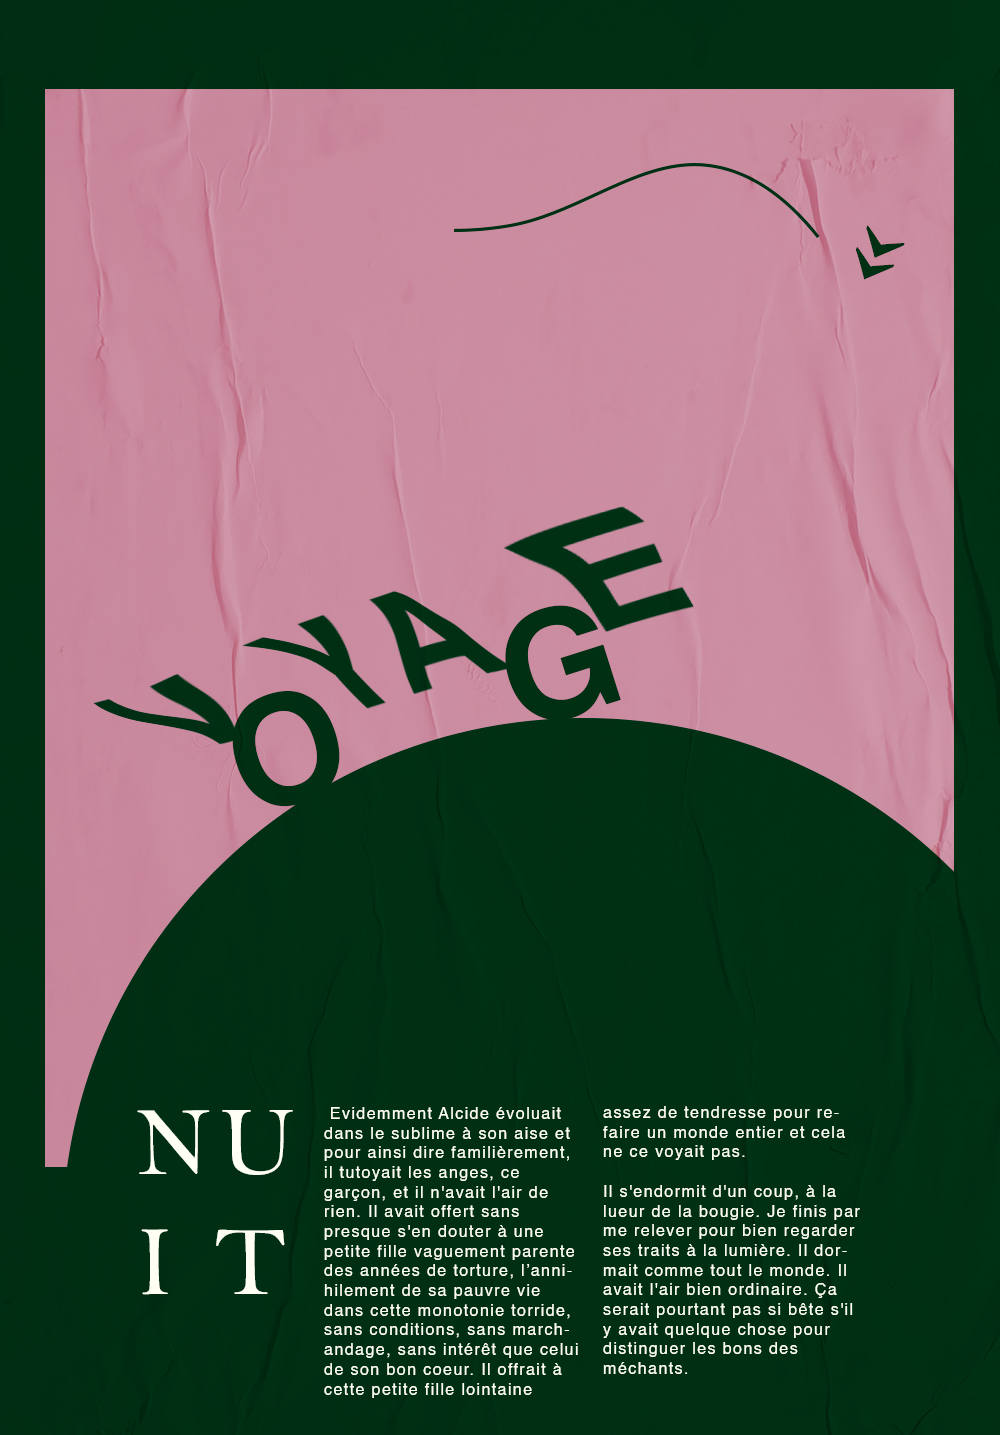 VOYAGE
NU
IT
Evidemment Alcide évoluait
dans le sublime à son aise et
pour ainsi dire familièrement,
il tutoyait les anges, ce
garçon, et il n'avait l'air de
rien. Il avait offert sans
presque s'en douter à une
petite fille vaguement parente
des années de torture, l’anni-
hilement de sa pauvre vie
dans cette monotonie torride,
sans conditions, sans march-
andage, sans intérêt que celui
de son bon coeur. Il offrait à
cette petite fille lointaine
assez de tendresse pour re-
faire un monde entier et cela
ne ce voyait pas.
Il s'endormit d'un coup, à la
lueur de la bougie. Je finis par
me relever pour bien regarder
ses traits à la lumière. Il dor-
mait comme tout le monde. Il
avait l'air bien ordinaire. Ça
serait pourtant pas si bête s'il
y avait quelque chose pour
distinguer les bons des
méchants.